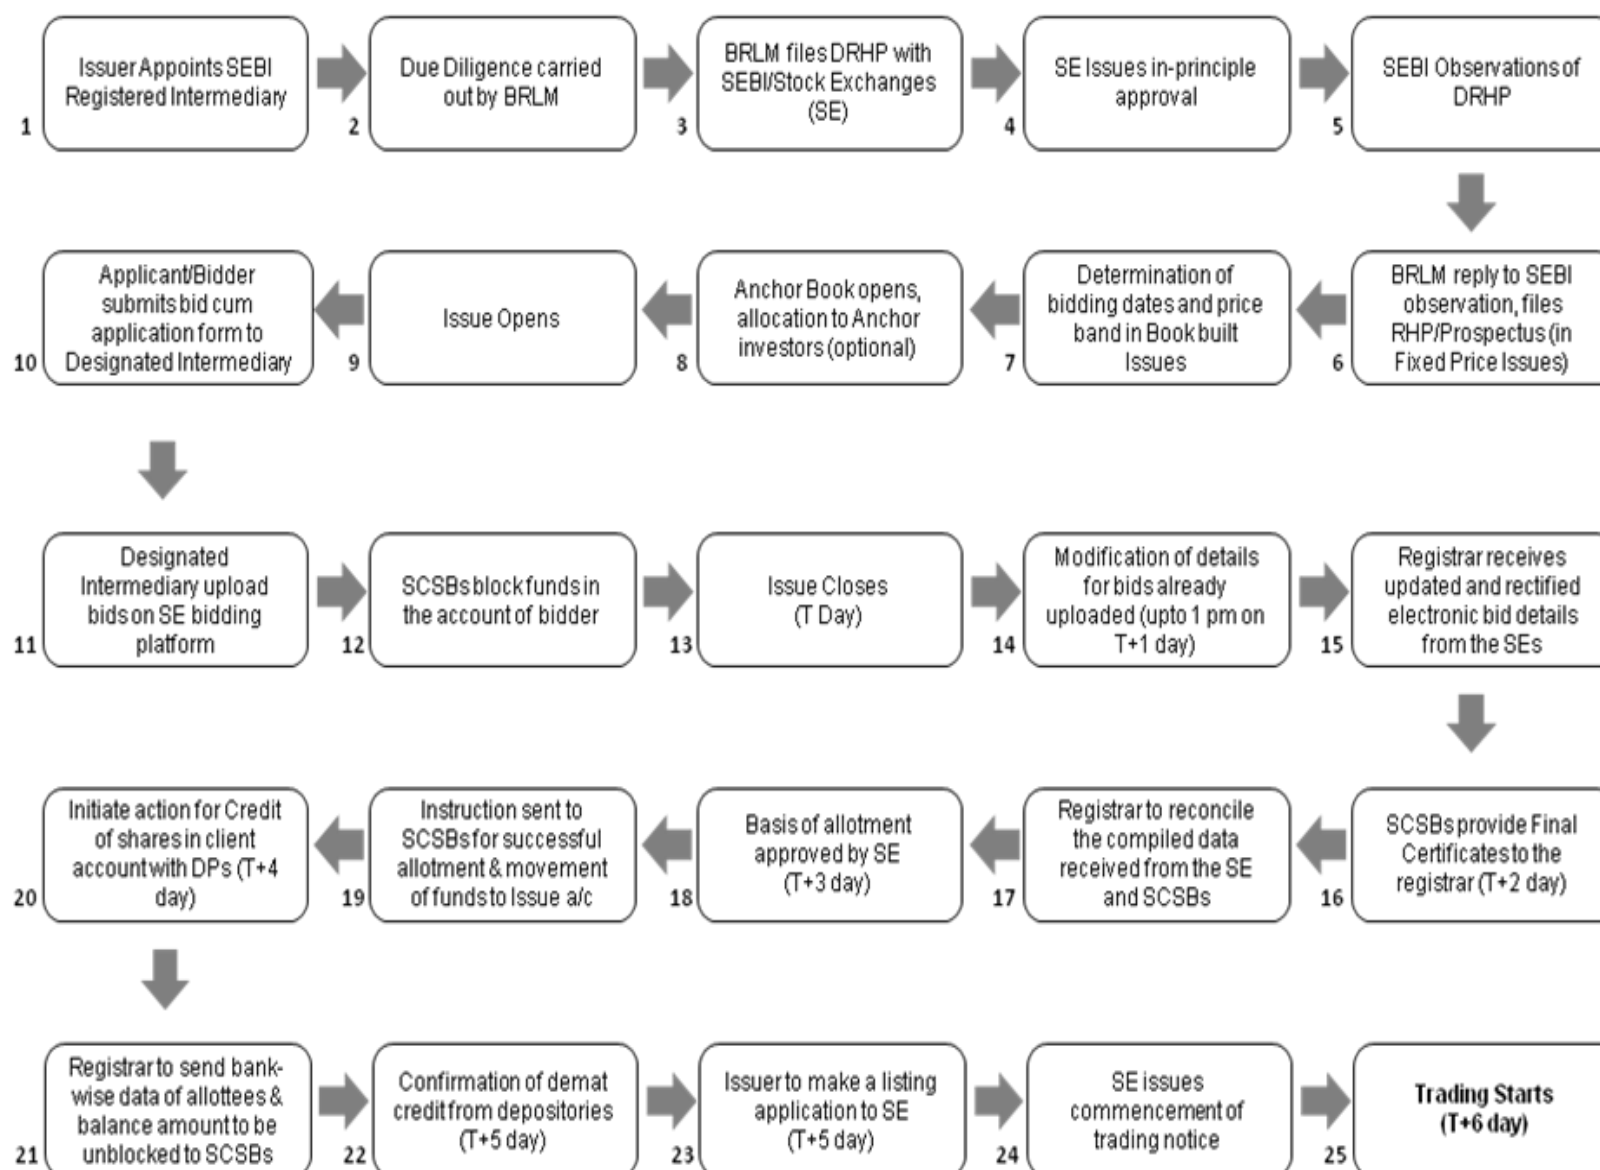 1
Issuer Appoints SEBI
Registered Intermediary
2
Due Diligence carried
out by BRLM
3
BRLM files DRHP with
SEBI/Stock Exchanges
(SE)
4
SE Issues in-principle
approval
5
SEBI Observations of
DRHP
6
BRLM reply to SEBI
observation, files
RHP/Prospectus (in
Fixed Price Issues)
7
Determination of
bidding dates and price
band in Book built
Issues
8
Anchor Book opens,
allocation to Anchor
investors (optional)
9
Issue Opens
10
Applicant/Bidder
submits bid cum
application form to
Designated Intermediary
11
Designated
Intermediary upload
bids on SE bidding
platform
12
SCSBs block funds in
the account of bidder
13
Issue Closes
(T Day)
14
Modification of details
for bids already
uploaded (upto 1 pm on
T+1 day)
15
Registrar receives
updated and rectified
electronic bid details
from the SEs
16
SCSBs provide Final
Certificates to the
registrar (T+2 day)
17
Registrar to reconcile
the compiled data
received from the SE
and SCSBs
18
Basis of allotment
approved by SE
(T+3 day)
19
Instruction sent to
SCSBs for successful
allotment & movement
of funds to Issue a/c
20
Initiate action for Credit
of shares in client
account with DPs (T+4
day)
21
Registrar to send bank-
wise data of allottees &
balance amount to be
unblocked to SCSBs
22
Confirmation of demat
credit from depositories
(T+5 day)
23
Issuer to make a listing
application to SE
(T+5 day)
24
SE issues
commencement of
trading notice
25
Trading Starts
(T+6 day)